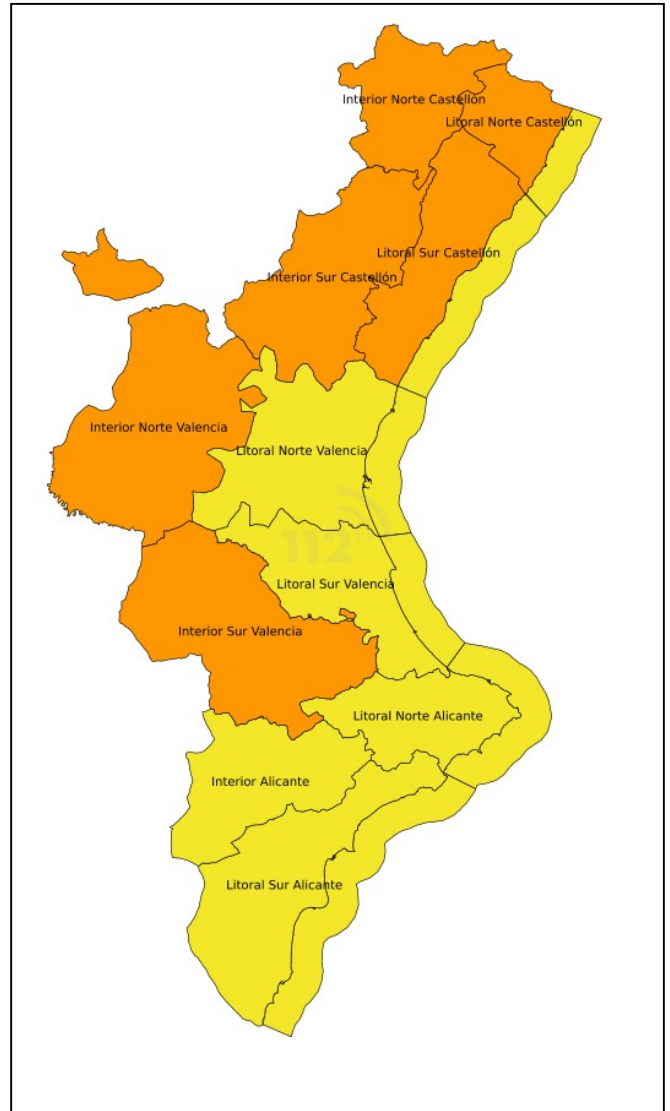 Interior Norte Castellón
Litoral Norte Castellón
Litoral Sur Castellón
Interior Sur Castellón
Interior Norte Valencia
Litoral Norte Valencia
112
Litoral Sur Valencia
Interior Sur Valencia
Litoral Norte Alicante
Interior Alicante
Litoral Sur Alicante